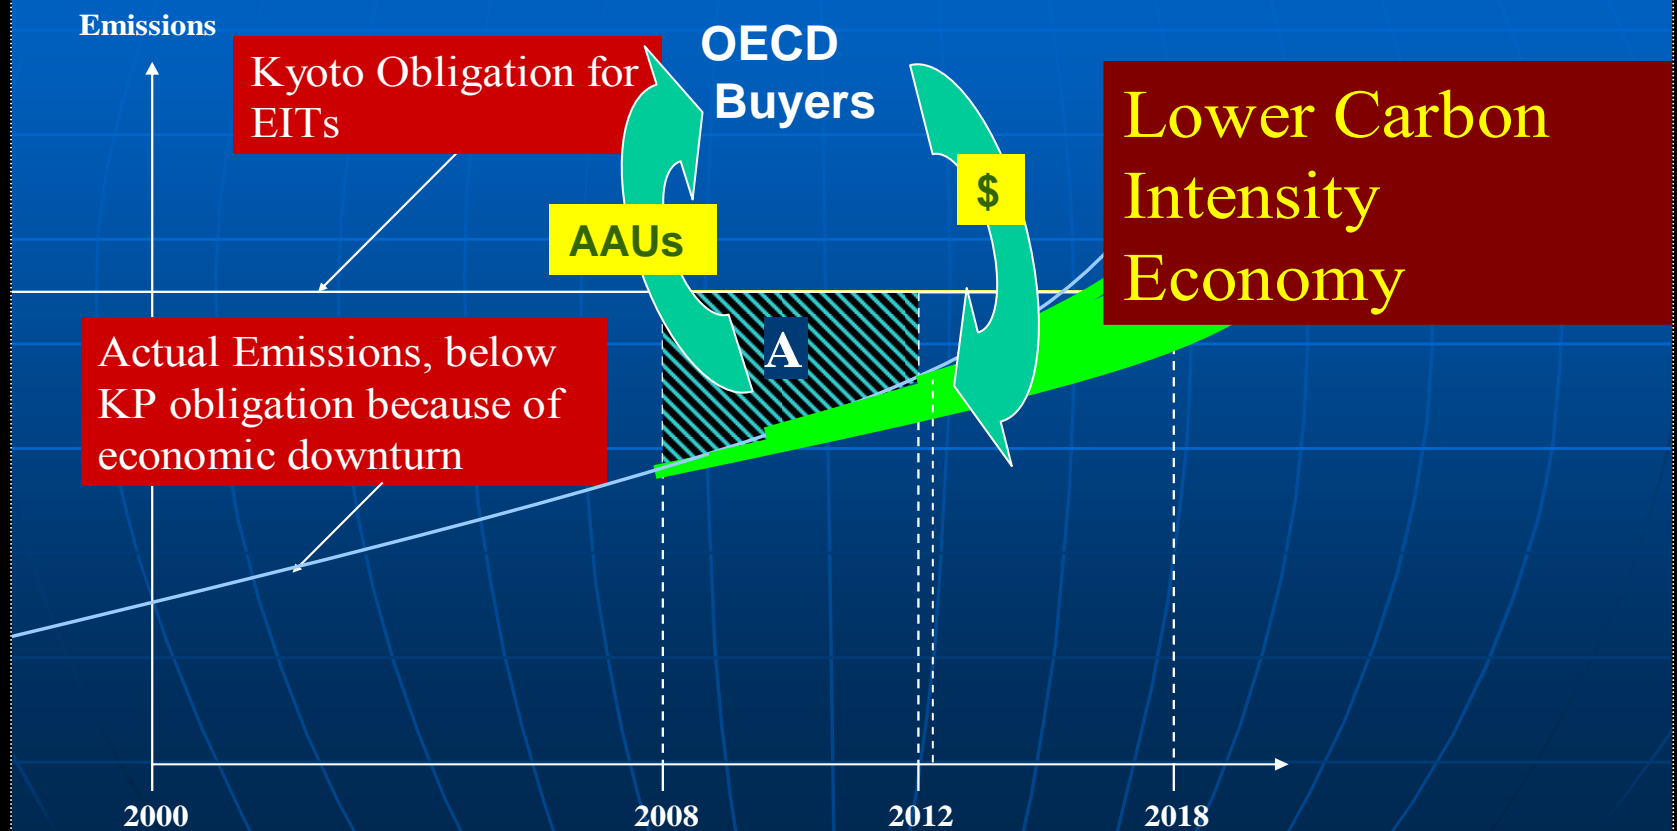 Emissions
Kyoto Obligation for
EITs
OECD
Buyers
Lower Carbon
Intensity
Economy
$
AAUs
A
Actual Emissions, below
KP obligation because of
economic downturn
2000
2008
2012
2018